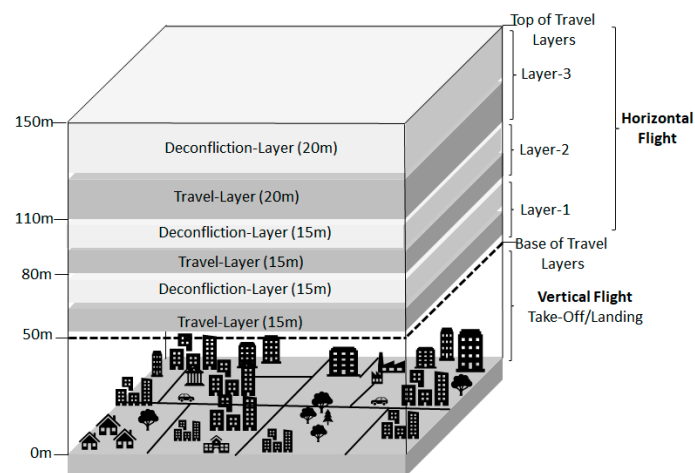 Top of Travel
Layers
Layer-3
150m
Horizontal
Flight
Deconfliction-Layer (20m)
Layer-2
Travel-Layer (20m)
Layer-1
110m
Deconfliction-Layer (15m)
Base of Travel
Layers
Travel-Layer (15m)
80m
Deconfliction-Layer (15m)
Vertical Flight
Take-Off/Landing
Travel-Layer (15m)
50m
0m